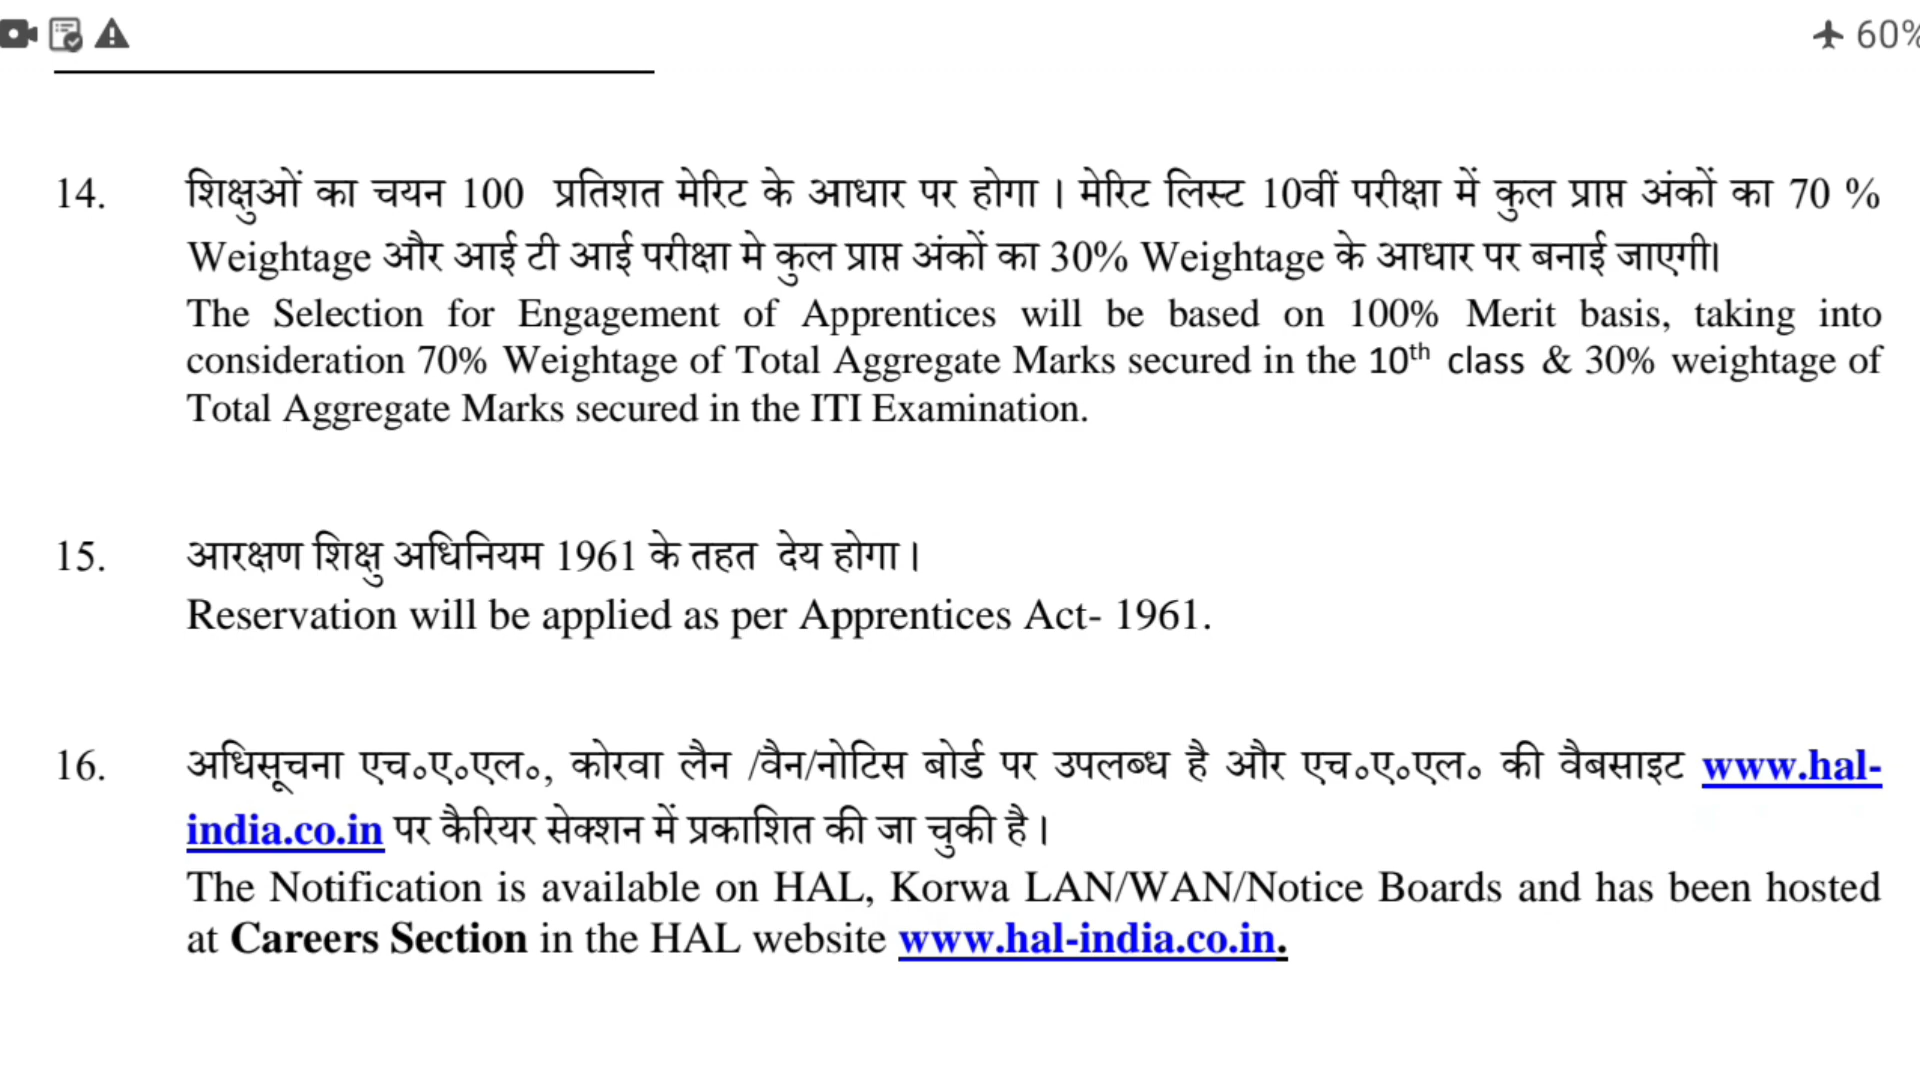 60%
14. शिक्षुओं का चयन 100 प्रतिशत मेरिट के आधार पर होगा । मेरिट लिस्ट 10वीं परीक्षा में कुल प्राप्त अंकों का 70 %
Weightage और आई टी आई परीक्षा मे कुल प्राप्त अंकों का 30% Weightage के आधार पर बनाई जाएगी।
The Selection for Engagement of Apprentices will be based on 100% Merit basis, taking into
consideration 70% Weightage of Total Aggregate Marks secured in the 10th class & 30% weightage of
Total Aggregate Marks secured in the ITI Examination.
15. आरक्षण शिक्षु अधिनियम 1961 के तहत देय होगा ।
Reservation will be applied as per Apprentices Act- 1961.
16. अधिसूचना एच॰ए॰एल॰, कोरवा लैन /वैन/नोटिस बोर्ड पर उपलब्ध है और एच॰ए॰एल॰ की वैबसाइट www.hal-
india.co.in पर कैरियर सेक्शन में प्रकाशित की जा चुकी है ।
The Notification is available on HAL, Korwa LAN/WAN/Notice Boards and has been hosted
at Careers Section in the HAL website www.hal-india.co.in.